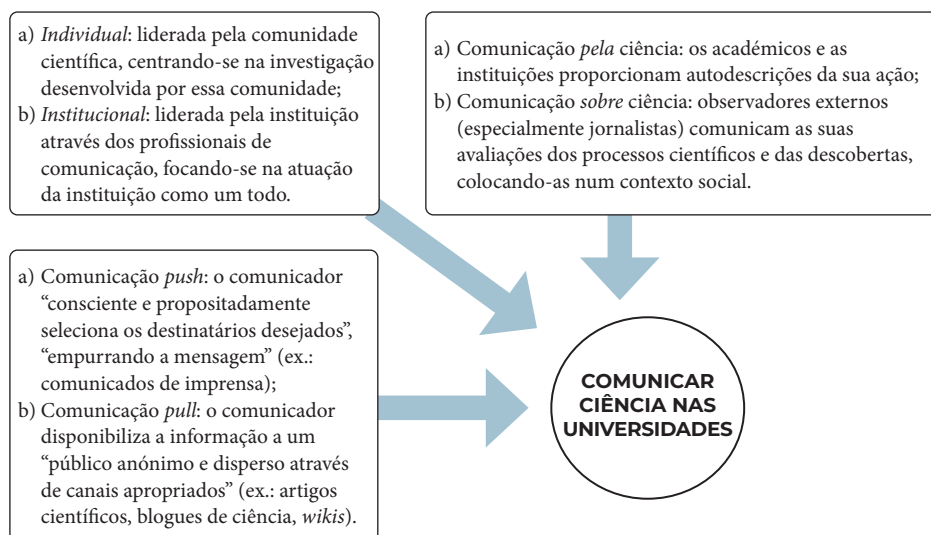 a) Individual: liderada pela comunidade
científica, centrando-se na investigação
desenvolvida por essa comunidade;
b) Institucional: liderada pela instituição
através dos profissionais de
comunicação, focando-se na atuação
da instituição como um todo.
a) Comunicação pela ciência: os académicos e as
instituições proporcionam autodescrições da sua ação;
b) Comunicação sobre ciência: observadores externos
(especialmente jornalistas) comunicam as suas
avaliações dos processos científicos e das descobertas,
colocando-as num contexto social.
a) Comunicação push: o comunicador
“consciente e propositadamente
seleciona os destinatários desejados”,
“empurrando a mensagem” (ex.:
comunicados de imprensa);
b) Comunicação pull: o comunicador
disponibiliza a informação a um
“público anónimo e disperso através
de canais apropriados” (ex.: artigos
científicos, blogues de ciência, wikis).
COMUNICAR
CIÊNCIA NAS
UNIVERSIDADES